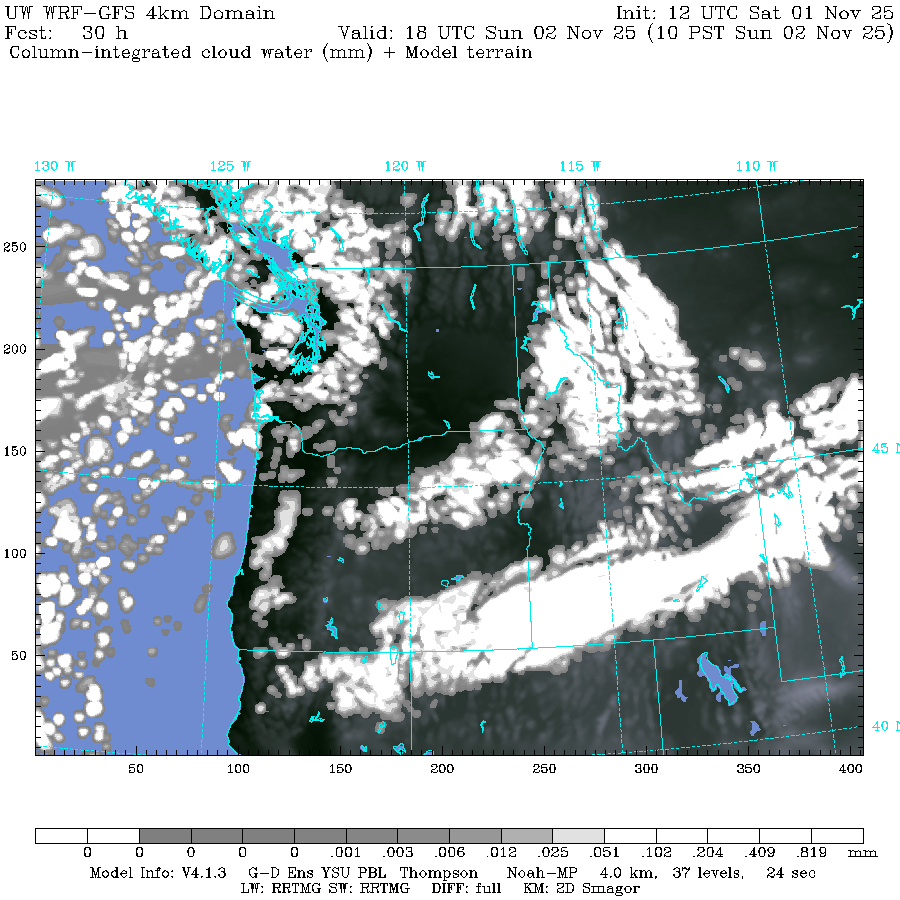 UW WRF-GFS 4km Domain Init: 12 UTC Sat 01 Nov 25
Fcst: 30 h Valid: 18 UTC Sun 02 Nov 25 (10 PST Sun 02 Nov 25)
Column-integrated cloud water (mm) + Model terrain
130 W 125 W 120 W 115 W 110 W
250
200
150
45 N
100
50
40 N
50 100 150 200 250 300 350 400
0 0 0 0 .001 .003 .006 .012 .025 .051 .102 .204 .409 .819 mm
Model Info: V4.1.3 G-D Ens YSU PBL Thompson Noah-MP 4.0 km, 37 levels, 24 sec
LW: RRTMG SW: RRTMG DIFF: full KM: 2D Smagor